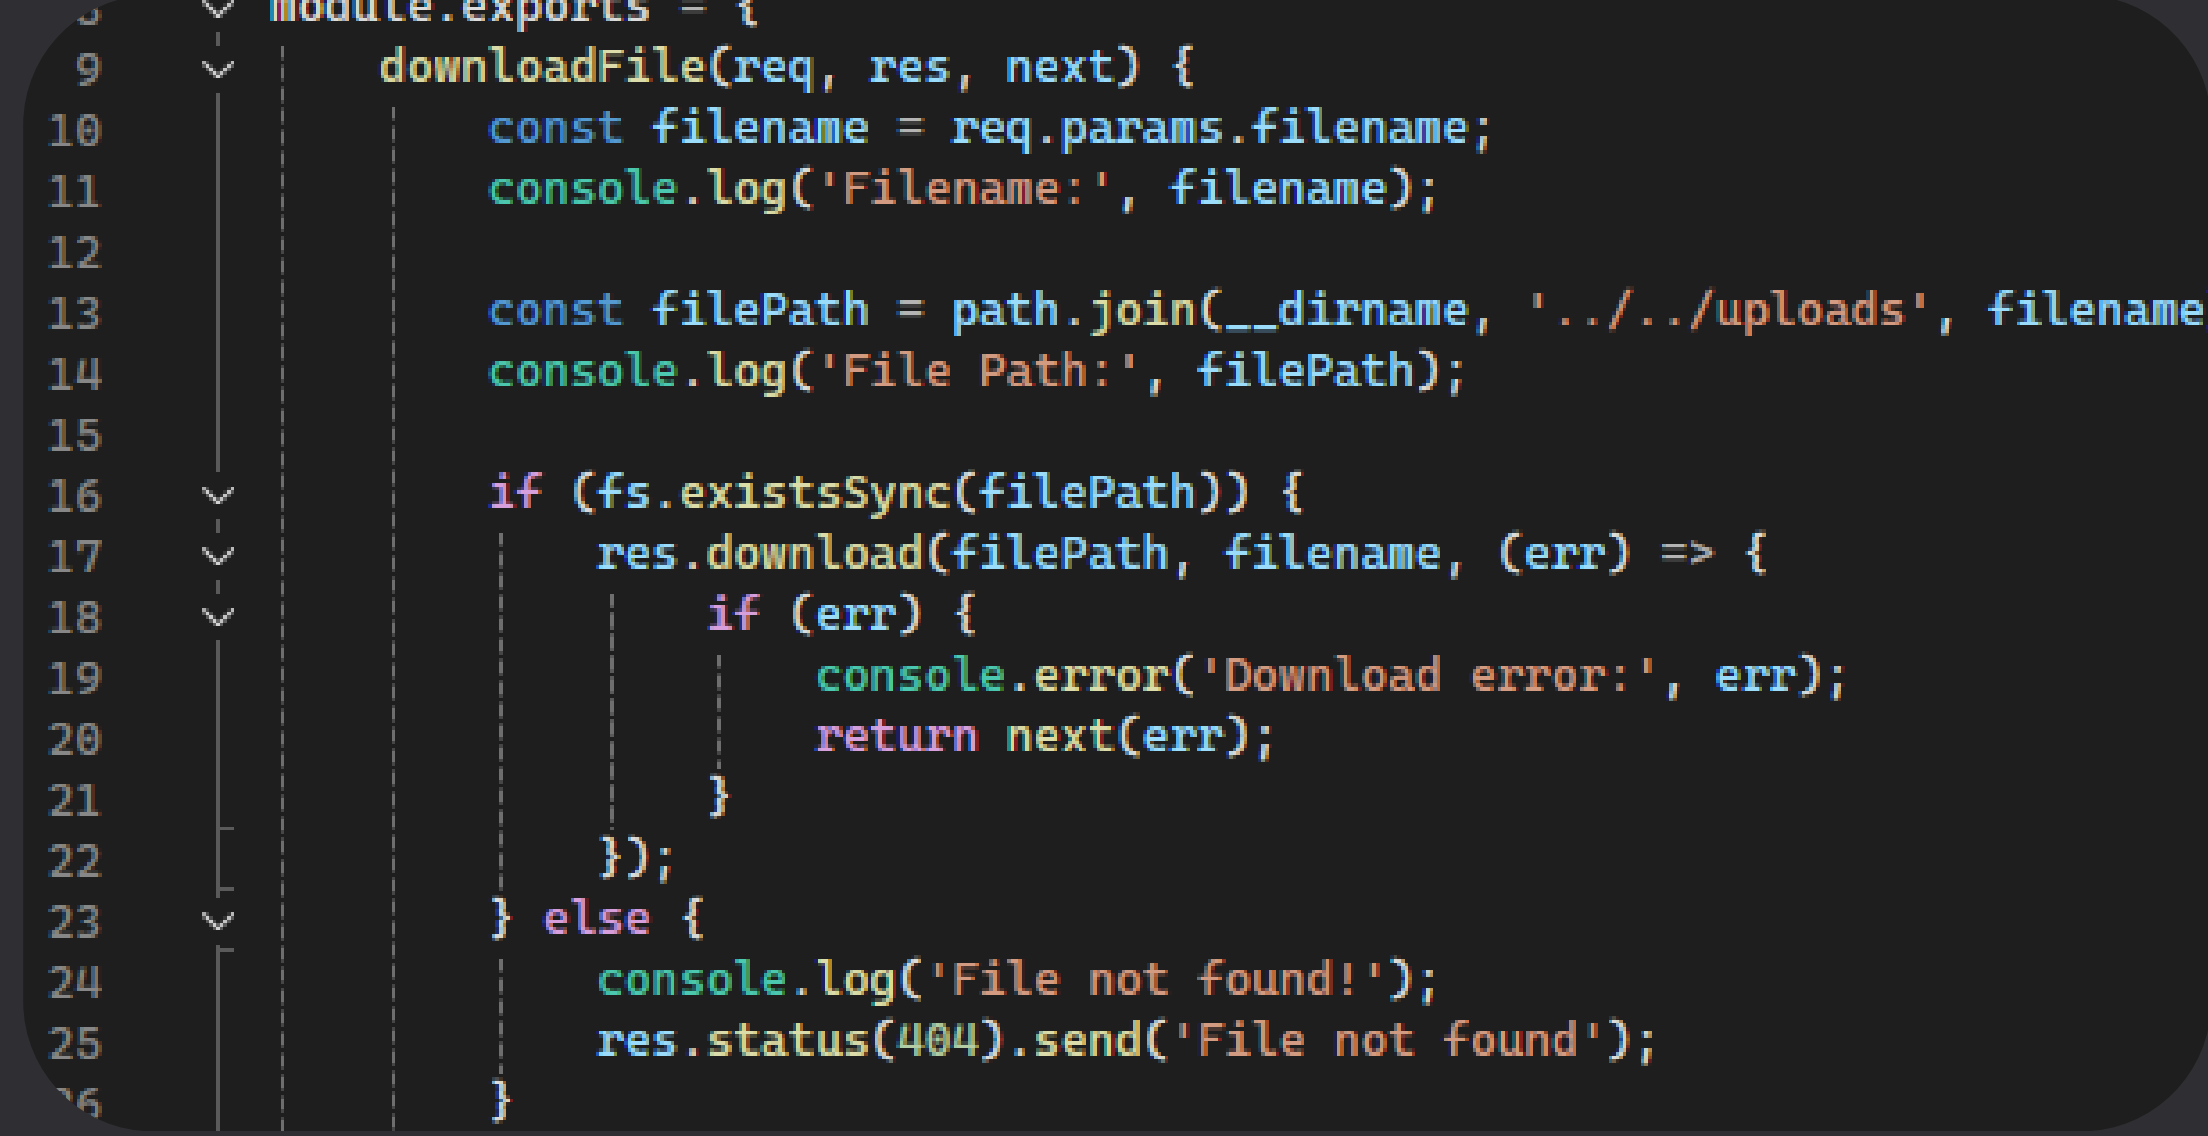 module.exports = {
9 downloadFile(req, res, next) {
10 const filename = req.params.filename;
11 console.log('Filename:', filename);
12
13 const filePath = path.join(__dirname, '../../uploads', filename
14 console.log('File Path:', filePath);
15
16 if (fs.existsSync(filePath)) {
17 res.download(filePath, filename, (err) => {
18 if (err) {
19 console.error('Download error:', err);
20 return next(err);
21 }
22 });
23 } else {
24 console.log('File not found!');
25 res.status(404).send('File not found');
26 }